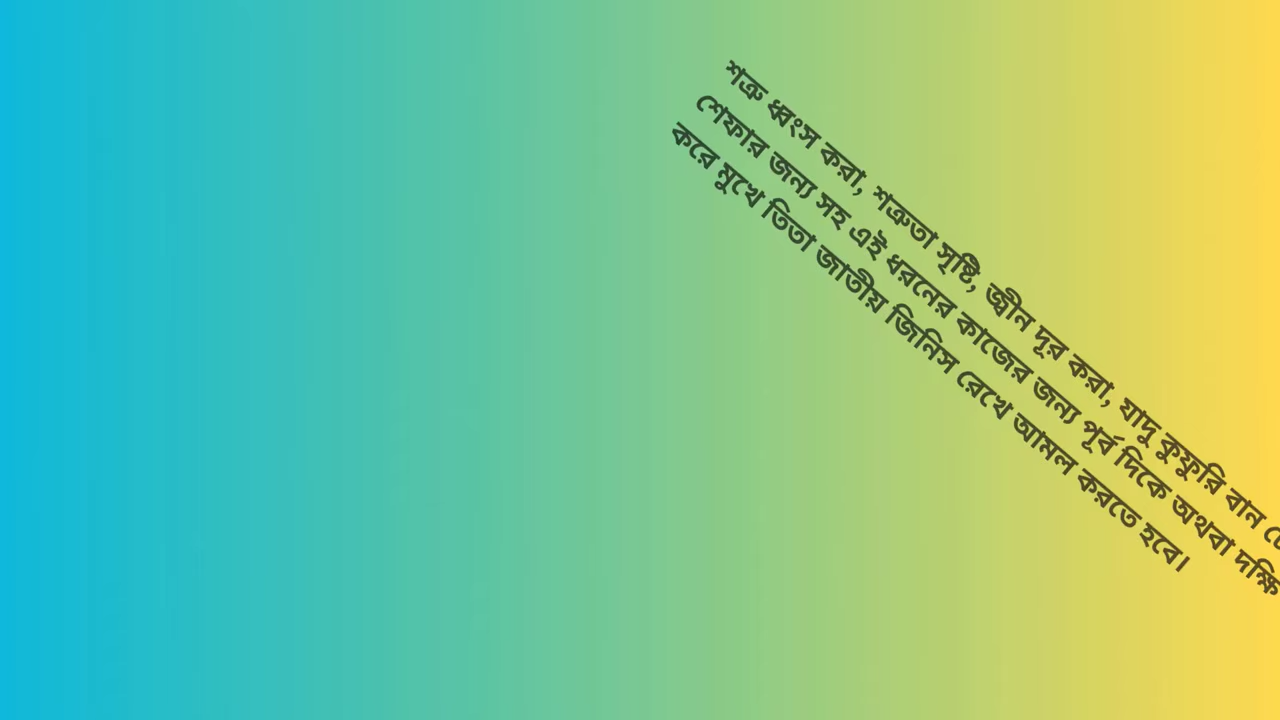 শত্রু ধ্বংস করা, শত্রুতা সৃষ্টি, জ্বীন দূর করা, যাদু কুফুরি বান
শেফার জন্য সহ এই ধরনের কাজের জন্য পূর্ব দিকে অথবা
করে মুখে তিতা জাতীয় জিনিস রেখে আমল করতে হবে।